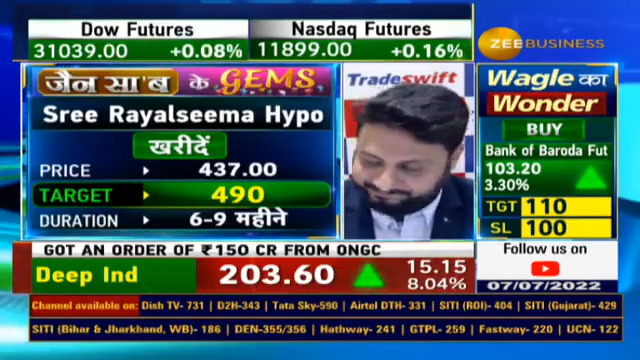 Dow Futures
31039.00 +0.08%
Nasdaq Futures
11899.00 +0.16%
ZEE BUSINESS
जैन सा'ब के GEMS
Sree Rayalseema Hypo
खरीदें
PRICE 437.00
TARGET 490
DURATION 6-9 महीने
Tradeswift
Wagle का
Wonder
BUY
Bank of Baroda Fut
103.20
3.30%
TGT 110
SL 100
GOT AN ORDER OF ₹150 CR FROM ONGC
Deep Ind 203.60 15.15
8.04%
Follow us on
07/07/2022
Channel available on: Dish TV- 731 | D2H-343 | Tata Sky-590 | Airtel DTH- 331 | SITI (ROI)- 404 | SITI (Gujarat)- 429
SITI (Bihar & Jharkhand, WB)- 186 | DEN-355/356 | Hathway- 241 | GTPL- 259 | Fastway- 220 | UCN- 122